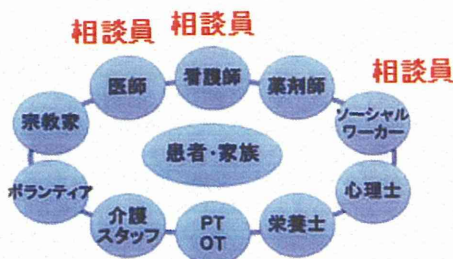 相談員
相談員
相談員
医師
看護師
薬剤師
宗教家
ソーシャル
ワーカー
患者・家族
ボランティア
心理士
介護
スタッフ
PT
OT
栄養士